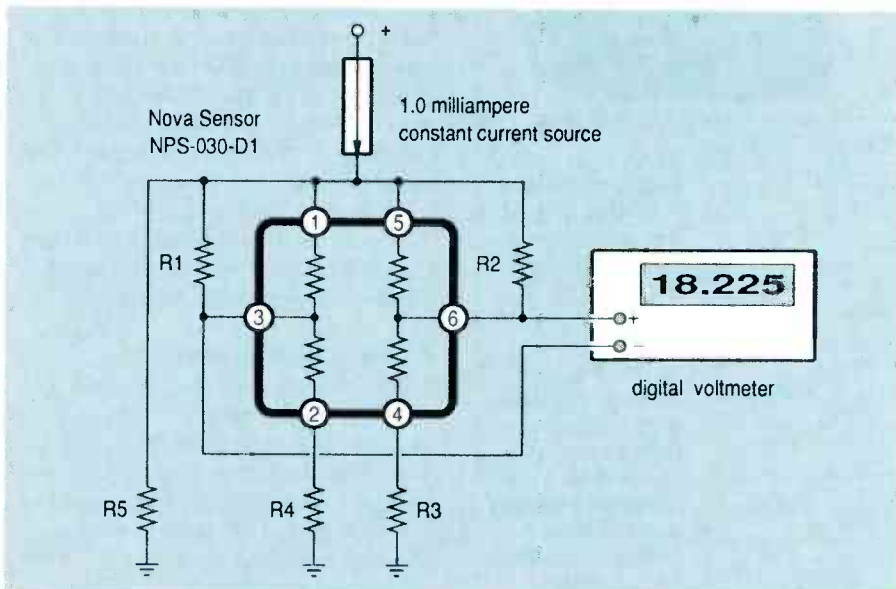 +
1.0 milliampere
constant current source
Nova Sensor
NPS-030-D1
1
5
R1
R2
3
6
18.225
+
−
digital voltmeter
2
4
R5
R4
R3